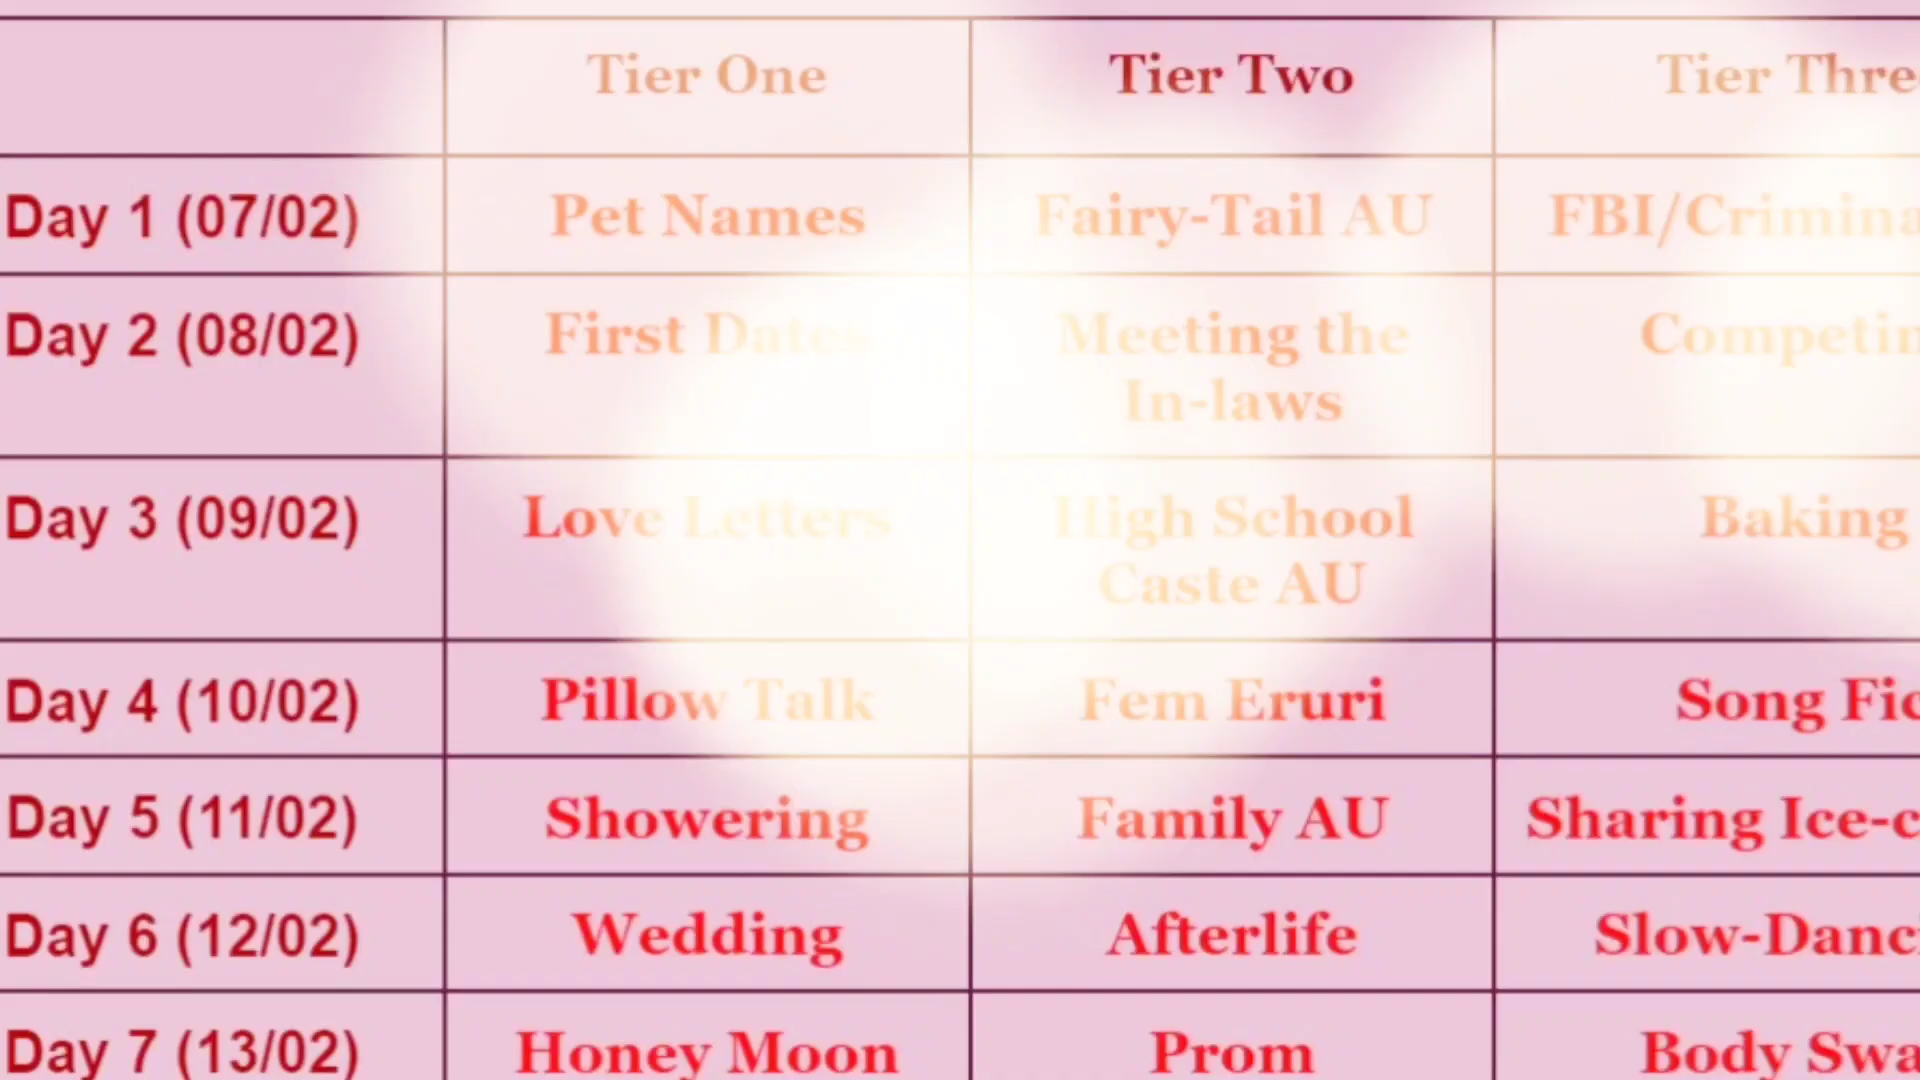 Tier One Tier Two Tier Thre
Day 1 (07/02) Pet Names Fairy-Tail AU FBI/Crimina
Day 2 (08/02) First Dates Meeting the Competin
In-laws
Day 3 (09/02) Love Letters High School Baking
Caste AU
Day 4 (10/02) Pillow Talk Fem Eruri Song Fic
Day 5 (11/02) Showering Family AU Sharing Ice-c
Day 6 (12/02) Wedding Afterlife Slow-Danc
Day 7 (13/02) Honey Moon Prom Body Swa